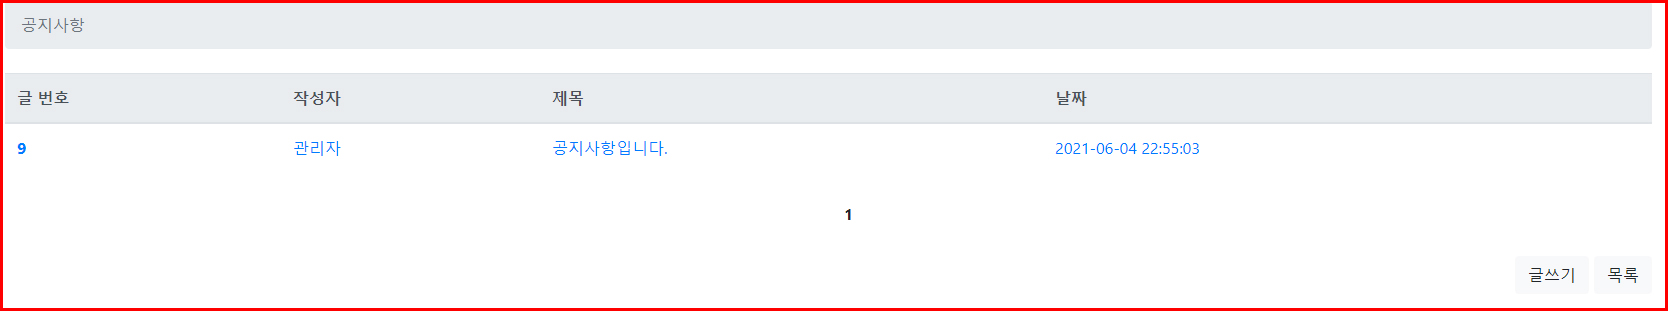 공지사항
글 번호 작성자 제목 날짜
9 관리자 공지사항입니다. 2021-06-04 22:55:03
1
글쓰기 목록